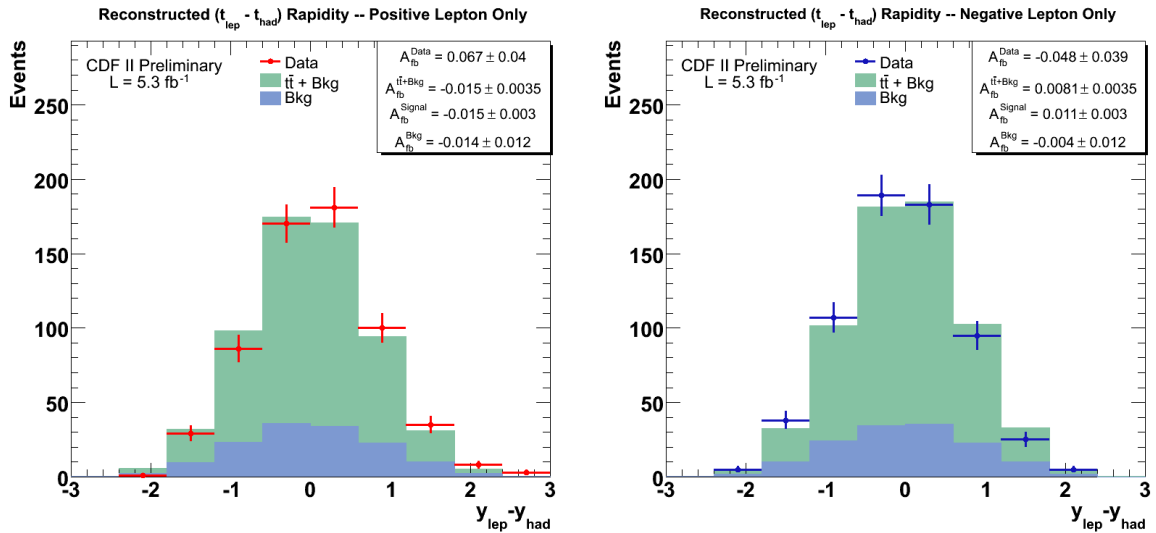 Reconstructed (t_lep - t_had) Rapidity -- Positive Lepton Only
Events
CDF II Preliminary
L = 5.3 fb⁻¹
Data
tt̄ + Bkg
Bkg
A_fb^Data = 0.067 ± 0.04
A_fb^tt̄+Bkg = -0.015 ± 0.0035
A_fb^Signal = -0.015 ± 0.003
A_fb^Bkg = -0.014 ± 0.012
250
200
150
100
50
0
-3 -2 -1 0 1 2 3
y_lep-y_had
Reconstructed (t_lep - t_had) Rapidity -- Negative Lepton Only
Events
CDF II Preliminary
L = 5.3 fb⁻¹
Data
tt̄ + Bkg
Bkg
A_fb^Data = -0.048 ± 0.039
A_fb^tt̄+Bkg = 0.0081 ± 0.0035
A_fb^Signal = 0.011 ± 0.003
A_fb^Bkg = -0.004 ± 0.012
250
200
150
100
50
0
-3 -2 -1 0 1 2 3
y_lep-y_had